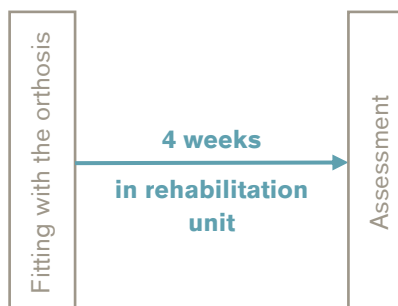 Fitting with the orthosis
4 weeks
in rehabilitation
unit
Assessment